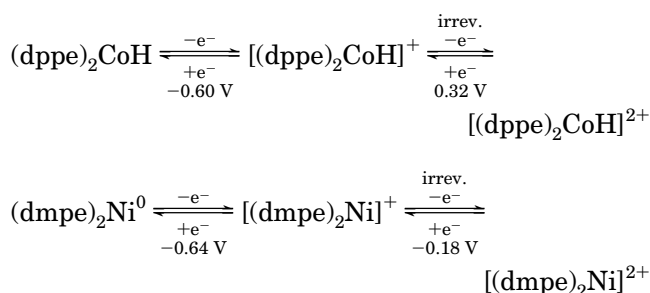 irrev.
(dppe)₂CoH −e⁻ +e⁻ −0.60 V [(dppe)₂CoH]⁺ −e⁻ +e⁻ 0.32 V
[(dppe)₂CoH]²⁺
irrev.
(dmpe)₂Ni⁰ −e⁻ +e⁻ −0.64 V [(dmpe)₂Ni]⁺ −e⁻ +e⁻ −0.18 V
[(dmpe)₂Ni]²⁺